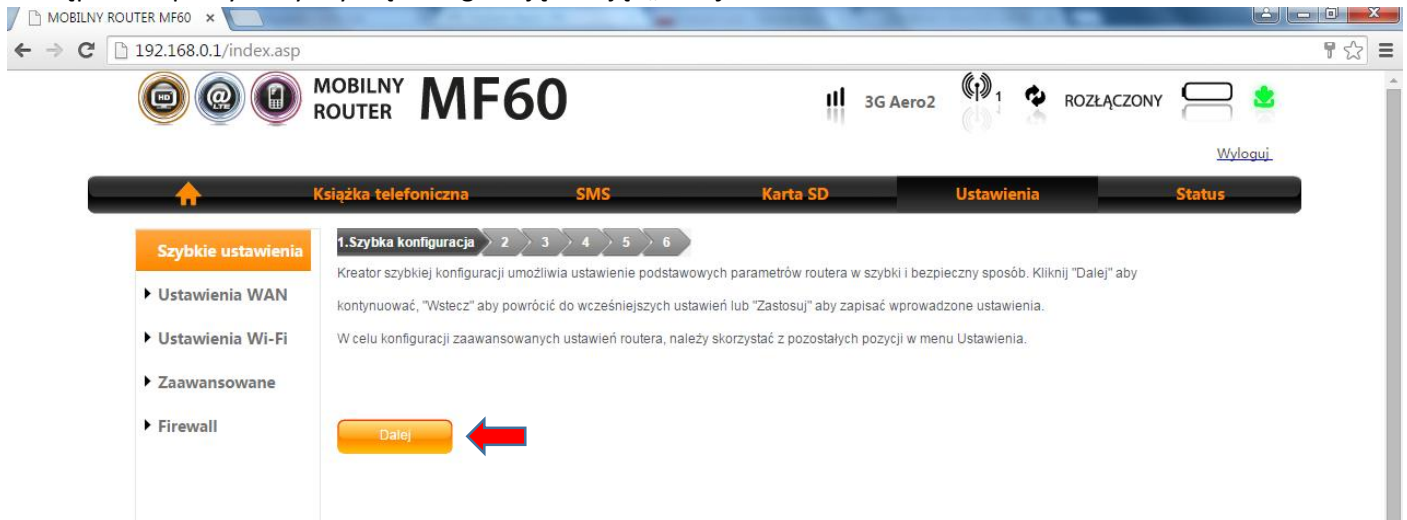 MOBILNY ROUTER MF60
192.168.0.1/index.asp
HD @ LTE
MOBILNY ROUTER MF60
3G Aero2
1
ROZŁĄCZONY
Wyloguj
Książka telefoniczna SMS Karta SD Ustawienia Status
Szybkie ustawienia
Ustawienia WAN
Ustawienia Wi-Fi
Zaawansowane
Firewall
1.Szybka konfiguracja 2 3 4 5 6
Kreator szybkiej konfiguracji umożliwia ustawienie podstawowych parametrów routera w szybki i bezpieczny sposób. Kliknij "Dalej" aby
kontynuować, "Wstecz" aby powrócić do wcześniejszych ustawień lub "Zastosuj" aby zapisać wprowadzone ustawienia.
W celu konfiguracji zaawansowanych ustawień routera, należy skorzystać z pozostałych pozycji w menu Ustawienia.
Dalej